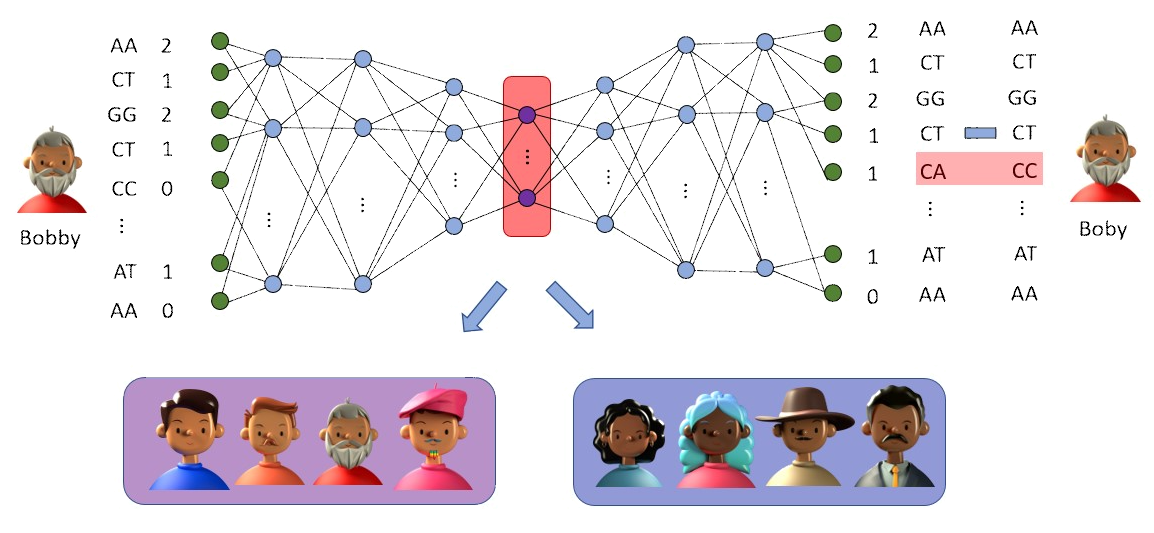 AA 2
CT 1
GG 2
CT 1
CC 0
⋮
AT 1
AA 0
Bobby
2 AA AA
1 CT CT
2 GG GG
1 CT CT
1 CA CC
⋮ ⋮
1 AT AT
0 AA AA
Boby